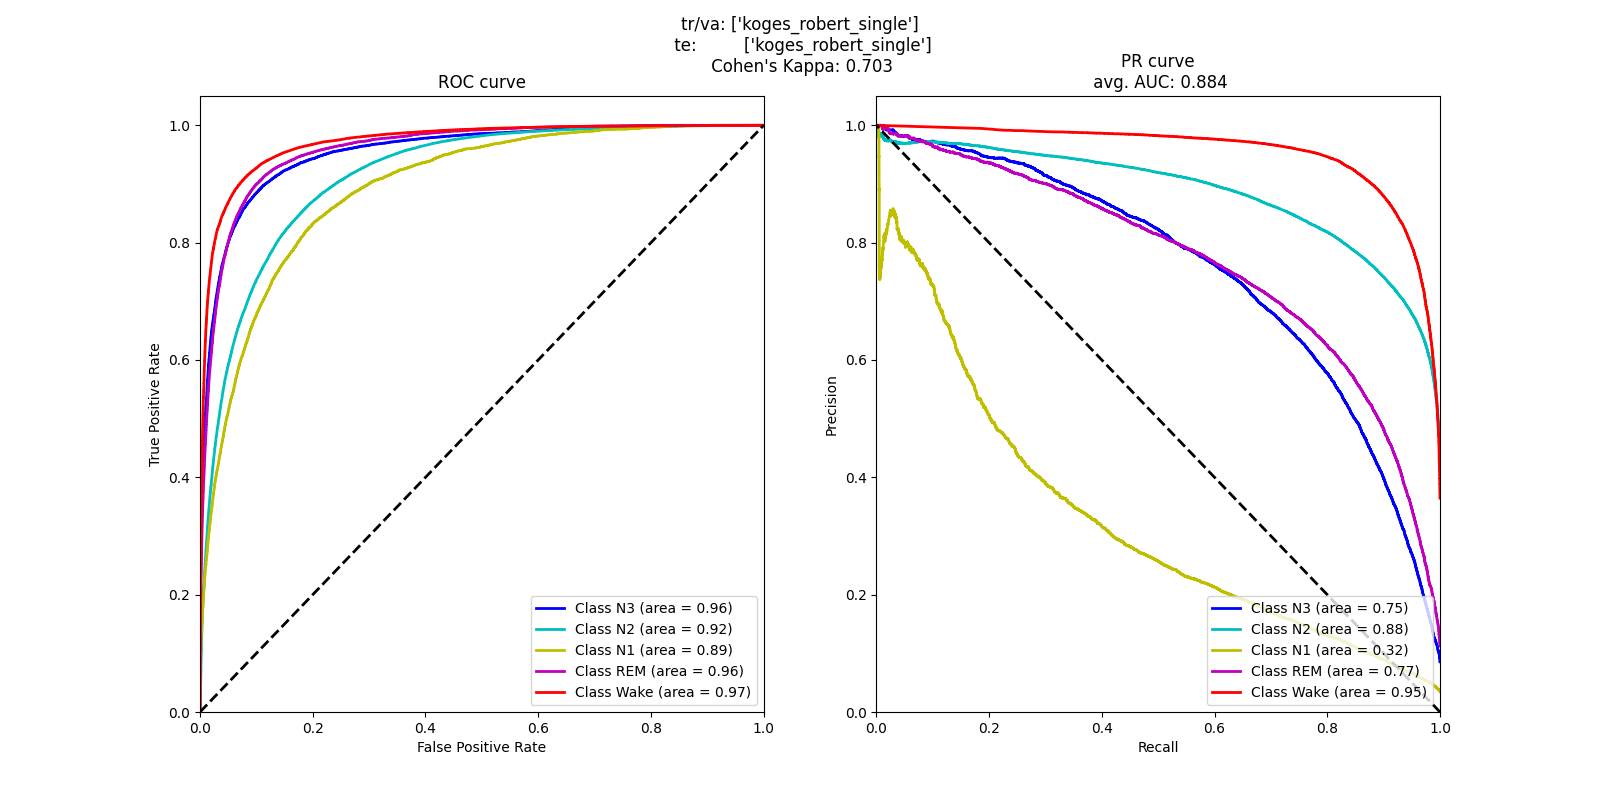 tr/va: ['koges_robert_single']
te: ['koges_robert_single']
Cohen's Kappa: 0.703
ROC curve
True Positive Rate
1.0
0.8
0.6
0.4
0.2
0.0
0.0 0.2 0.4 0.6 0.8 1.0
False Positive Rate
Class N3 (area = 0.96)
Class N2 (area = 0.92)
Class N1 (area = 0.89)
Class REM (area = 0.96)
Class Wake (area = 0.97)
PR curve
avg. AUC: 0.884
Precision
1.0
0.8
0.6
0.4
0.2
0.0
0.0 0.2 0.4 0.6 0.8 1.0
Recall
Class N3 (area = 0.75)
Class N2 (area = 0.88)
Class N1 (area = 0.32)
Class REM (area = 0.77)
Class Wake (area = 0.95)